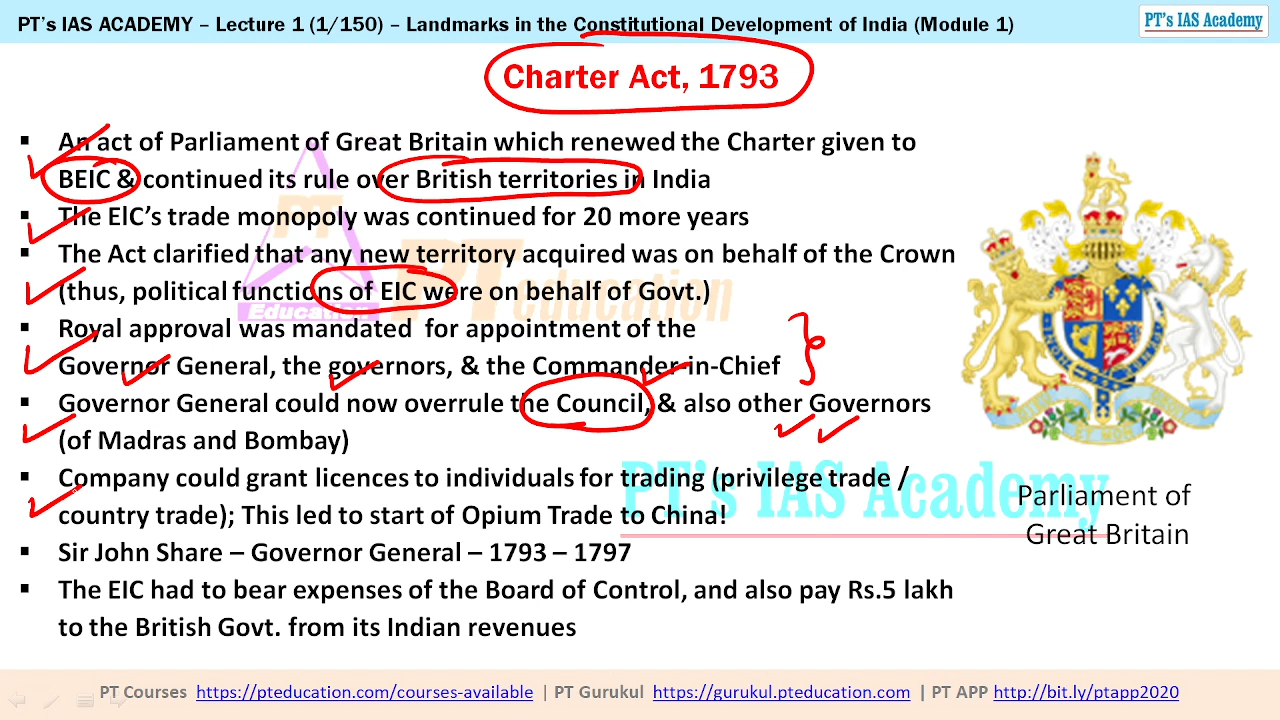 PT's IAS ACADEMY – Lecture 1 (1/150) – Landmarks in the Constitutional Development of India (Module 1)
PT's IAS Academy
Charter Act, 1793
▪ An act of Parliament of Great Britain which renewed the Charter given to
BEIC & continued its rule over British territories in India
▪ The EIC's trade monopoly was continued for 20 more years
▪ The Act clarified that any new territory acquired was on behalf of the Crown
(thus, political functions of EIC were on behalf of Govt.)
▪ Royal approval was mandated for appointment of the
Governor General, the governors, & the Commander-in-Chief
▪ Governor General could now overrule the Council, & also other Governors
(of Madras and Bombay)
▪ Company could grant licences to individuals for trading (privilege trade /
country trade); This led to start of Opium Trade to China!
▪ Sir John Share – Governor General – 1793 – 1797
▪ The EIC had to bear expenses of the Board of Control, and also pay Rs.5 lakh
to the British Govt. from its Indian revenues
Parliament of
Great Britain
PT education
Education
PT's IAS Academy
PT Courses https://pteducation.com/courses-available | PT Gurukul https://gurukul.pteducation.com | PT APP http://bit.ly/ptapp2020